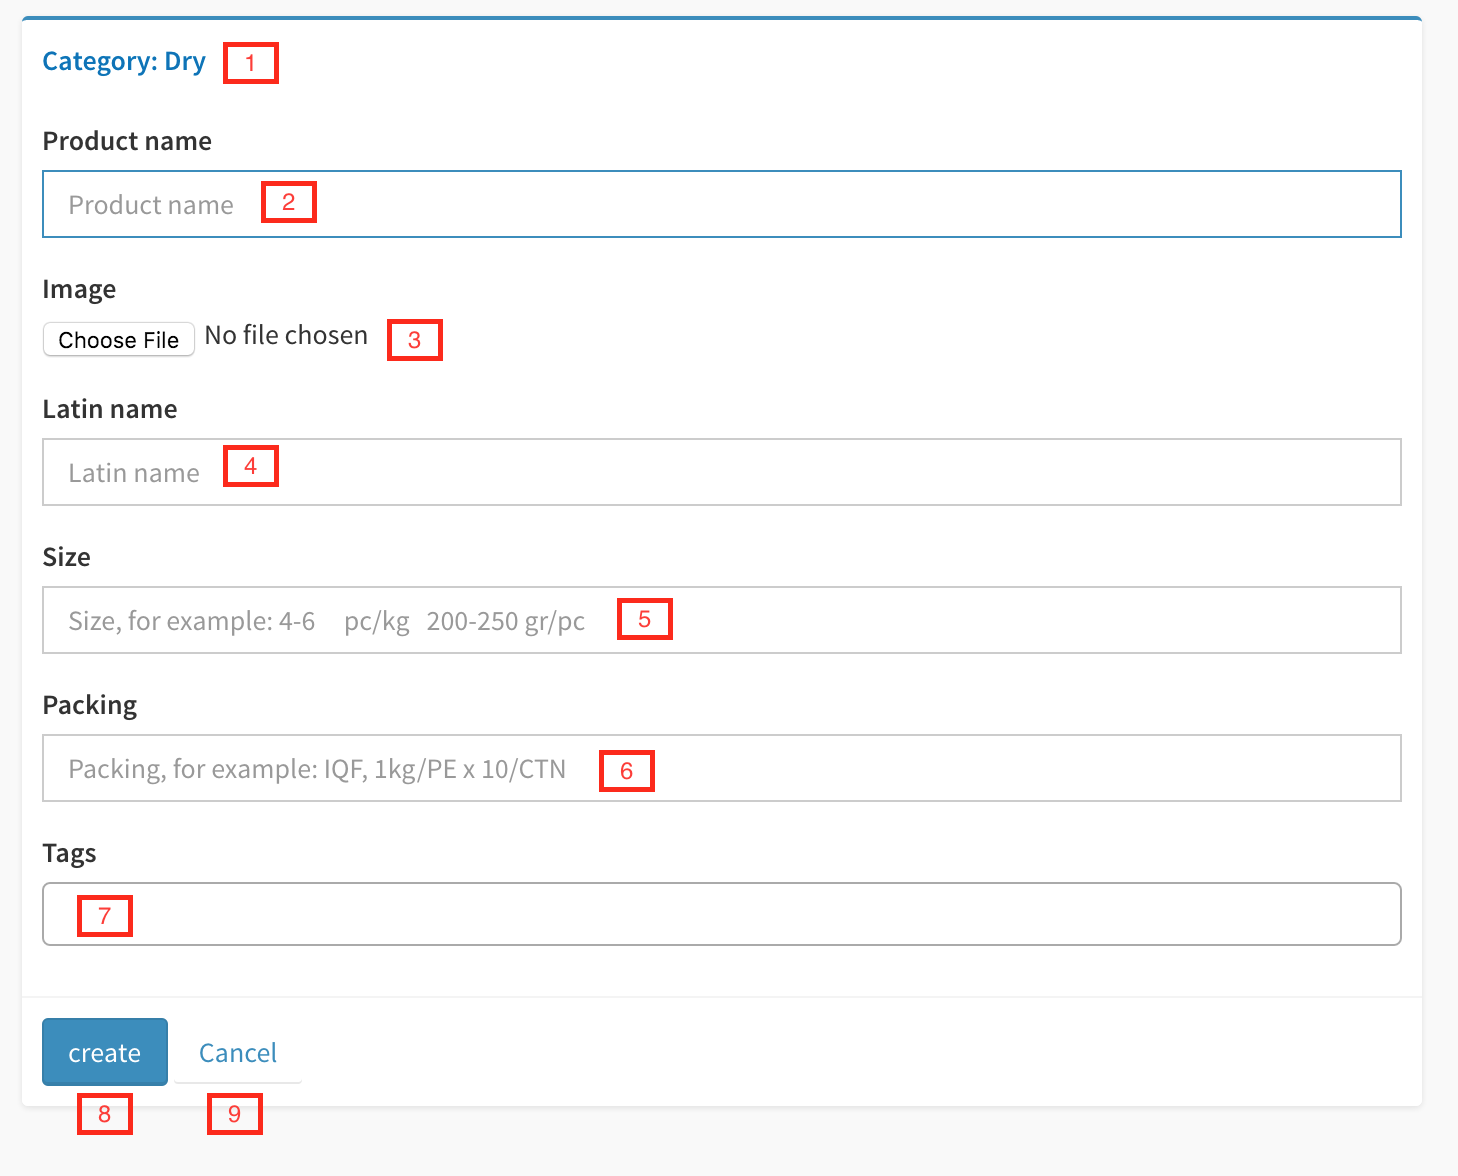 Category: Dry 1
Product name
Product name 2
Image
Choose File No file chosen 3
Latin name
Latin name 4
Size
Size, for example: 4-6 pc/kg 200-250 gr/pc 5
Packing
Packing, for example: IQF, 1kg/PE x 10/CTN 6
Tags
7
create Cancel
8 9